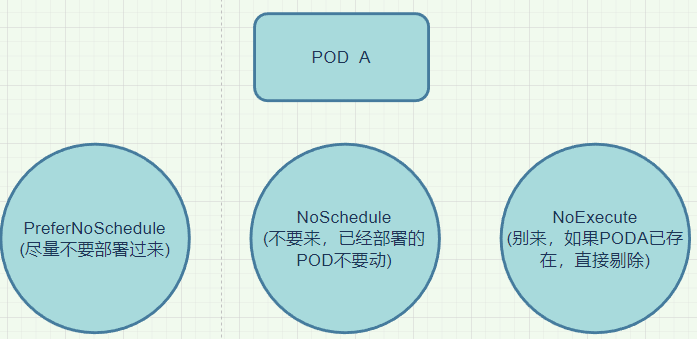 POD A
PreferNoSchedule
(尽量不要部署过来)
NoSchedule
(不要来，已经部署的
POD不要动)
NoExecute
(别来，如果PODA已存
在，直接剔除)